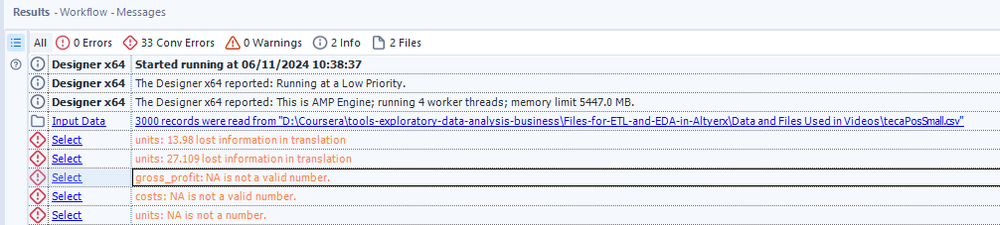 Results - Workflow - Messages
All 0 Errors 33 Conv Errors 0 Warnings 2 Info 2 Files
Designer x64 Started running at 06/11/2024 10:38:37
Designer x64 The Designer x64 reported: Running at a Low Priority.
Designer x64 The Designer x64 reported: This is AMP Engine; running 4 worker threads; memory limit 5447.0 MB.
Input Data 3000 records were read from "D:\Coursera\tools-exploratory-data-analysis-business\Files-for-ETL-and-EDA-in-Altyerx\Data and Files Used in Videos\tecaPosSmall.csv"
Select units: 13.98 lost information in translation
Select units: 27.109 lost information in translation
Select gross_profit: NA is not a valid number.
Select costs: NA is not a valid number.
Select units: NA is not a number.